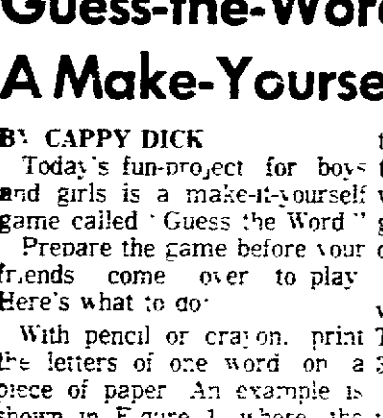 Guess-the-Word
A Make-Yourse
BY CAPPY DICK
Today's fun-project for boys
and girls is a make-it-yourself
game called "Guess the Word."
Prepare the game before your
friends come over to play
Here's what to do:
With pencil or crayon, print
the letters of one word on a
piece of paper. An example is
shown in Figure 1, where the